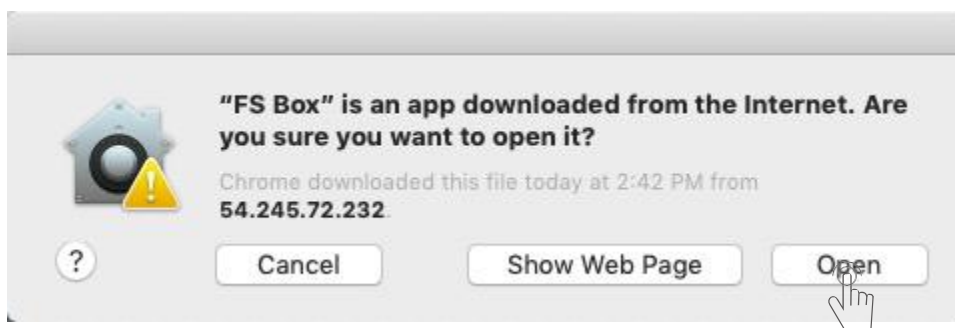 “FS Box” is an app downloaded from the Internet. Are
you sure you want to open it?
Chrome downloaded this file today at 2:42 PM from
54.245.72.232.
?
Cancel
Show Web Page
Open